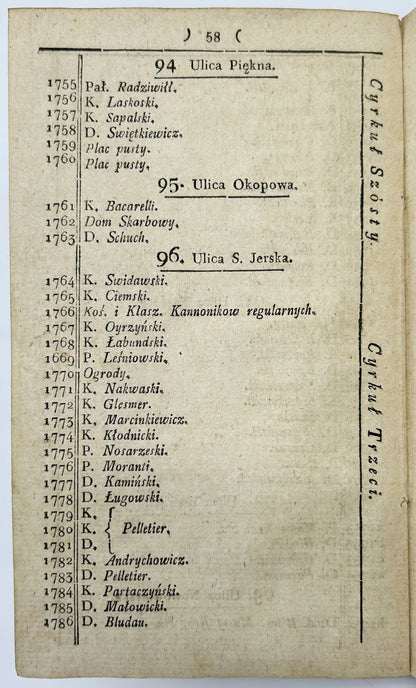 ) 58 (
94 Ulica Piękna.
1755 Pał. Radziwiłł.
1756 K. Laskoski.
1757 K. Sapalski.
1758 D. Swiętkiewicz.
1759 Plac pusty.
1760 Plac pusty.
95. Ulica Okopowa.
1761 K. Bacarelli.
1762 Dom Skarbowy.
1763 D. Schuch.
96. Ulica S. Jerska.
1764 K. Swidawski.
1765 K. Ciemski.
1766 Koś. i Klasz. Kannonikow regularnych.
1767 K. Oyrzyński.
1768 K. Łabundski.
1669 P. Leśniowski.
1770 Ogrody.
1771 K. Nakwaski.
1772 K. Glesmer.
1773 K. Marcinkiewicz.
1774 K. Kłodnicki.
1775 P. Nosarzeski.
1776 P. Moranti.
1777 D. Kamiński.
1778 D. Ługowski.
1779 K.
1780 K. { Pelletier.
1781 D.
1782 K. Andrychowicz.
1783 D. Pelletier.
1784 K. Partaczyński.
1785 D. Małowicki.
1786 D. Bludau.
Cyrkuł Szósty.
Cyrkuł Trzeci.